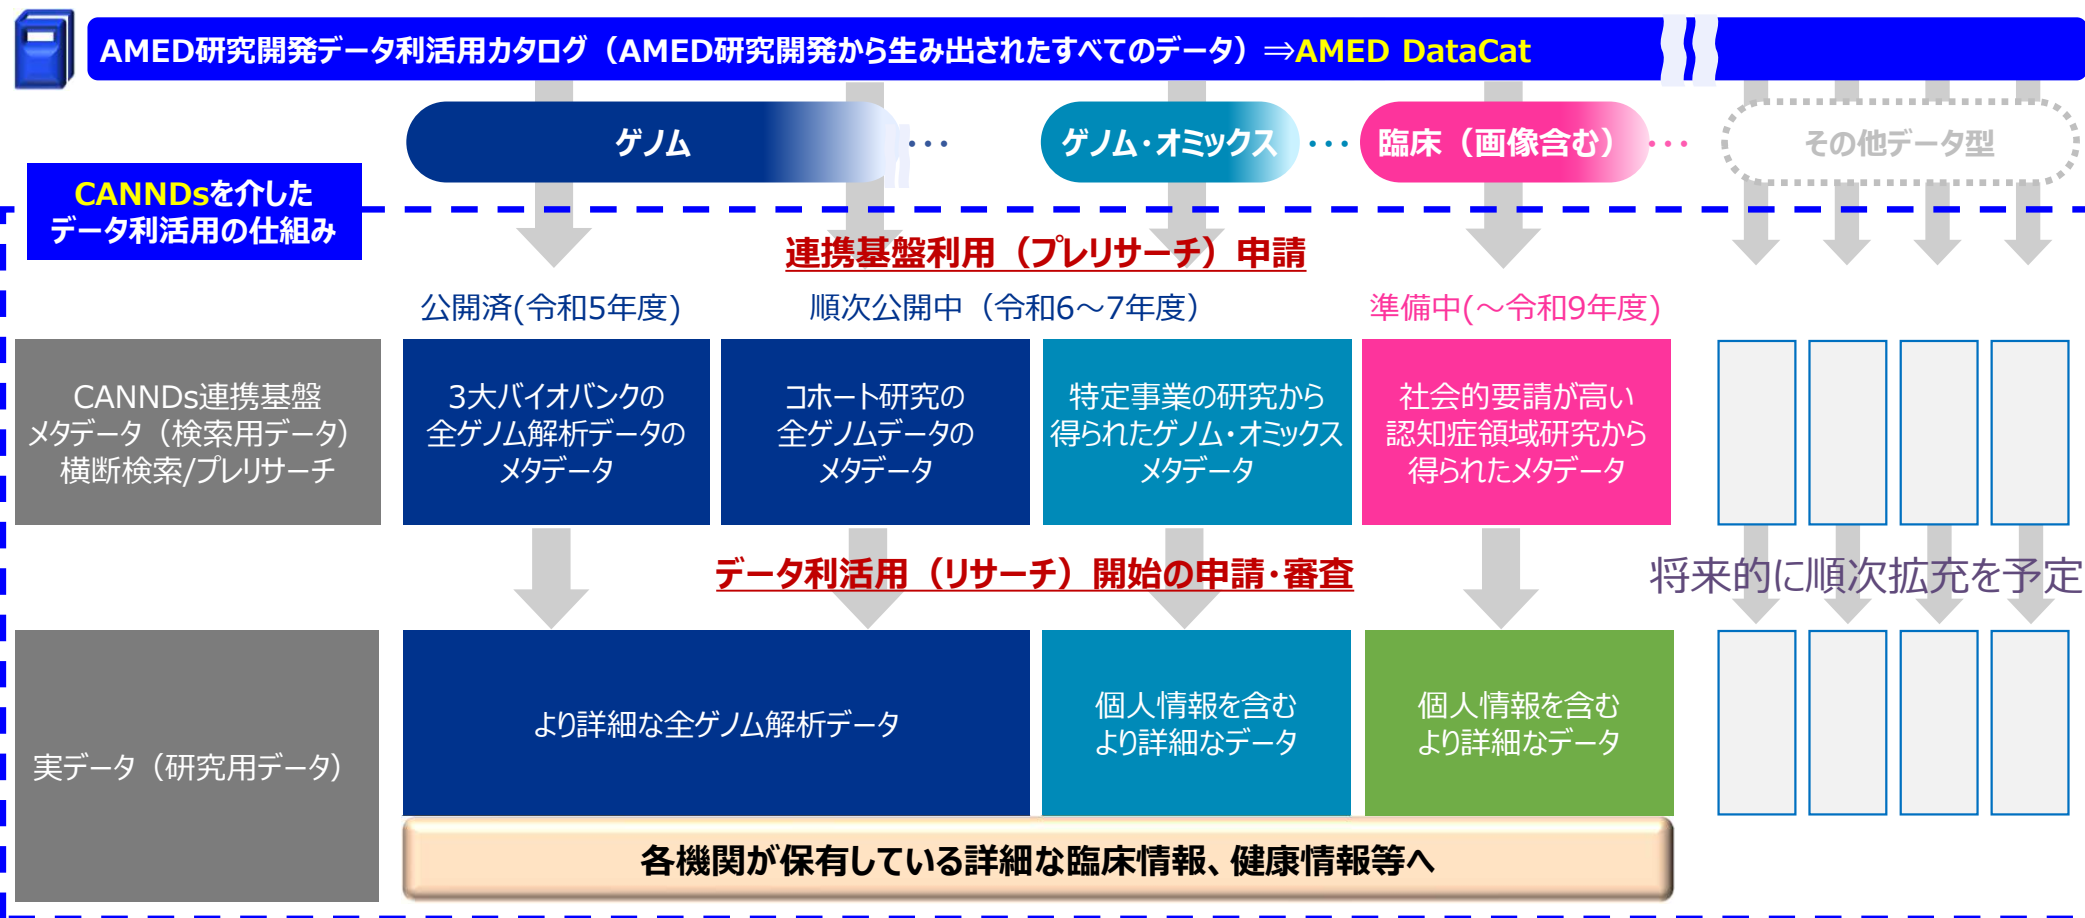 AMED研究開発データ利活用カタログ（AMED研究開発から生み出されたすべてのデータ）⇒AMED DataCat
ゲノム
・・・
ゲノム・オミックス
・・・
臨床（画像含む）
・・・
その他データ型
CANNDsを介した
データ利活用の仕組み
連携基盤利用（プレリサーチ）申請
公開済(令和5年度)
順次公開中（令和6～7年度）
準備中(～令和9年度)
CANNDs連携基盤
メタデータ（検索用データ）
横断検索/プレリサーチ
3大バイオバンクの
全ゲノム解析データの
メタデータ
コホート研究の
全ゲノムデータの
メタデータ
特定事業の研究から
得られたゲノム・オミックス
メタデータ
社会的要請が高い
認知症領域研究から
得られたメタデータ
データ利活用（リサーチ）開始の申請・審査
将来的に順次拡充を予定
実データ（研究用データ）
より詳細な全ゲノム解析データ
個人情報を含む
より詳細なデータ
個人情報を含む
より詳細なデータ
各機関が保有している詳細な臨床情報、健康情報等へ